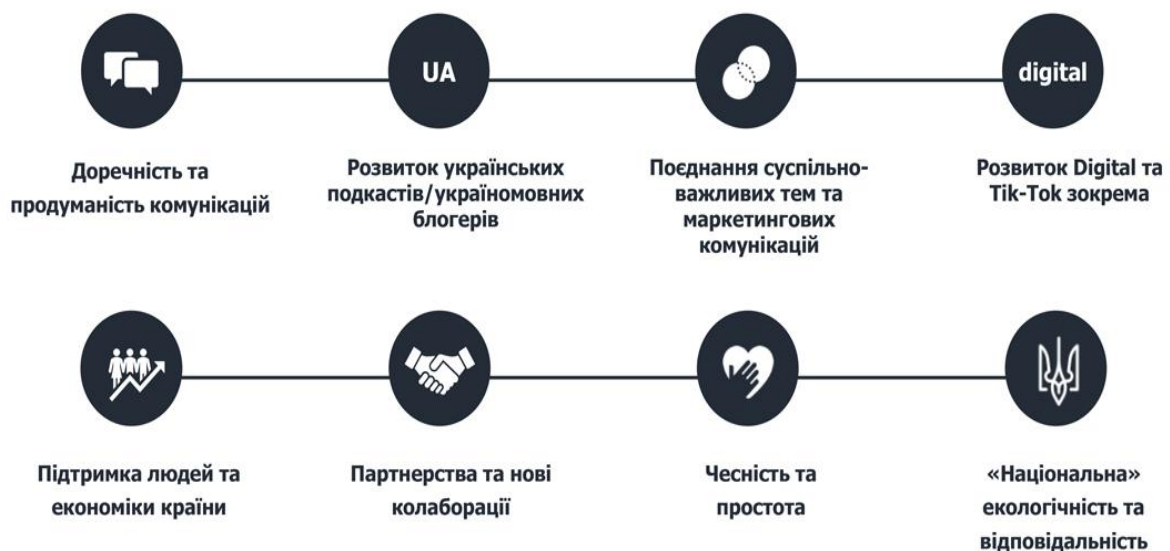 UA
digital
Доречність та
продуманість комунікацій
Розвиток українських
подкастів/україномовних
блогерів
Поєднання суспільно-
важливих тем та
маркетингових
комунікацій
Розвиток Digital та
Tik-Tok зокрема
Підтримка людей та
економіки країни
Партнерства та нові
колаборації
Чесність та
простота
«Національна»
екологічність та
відповідальність